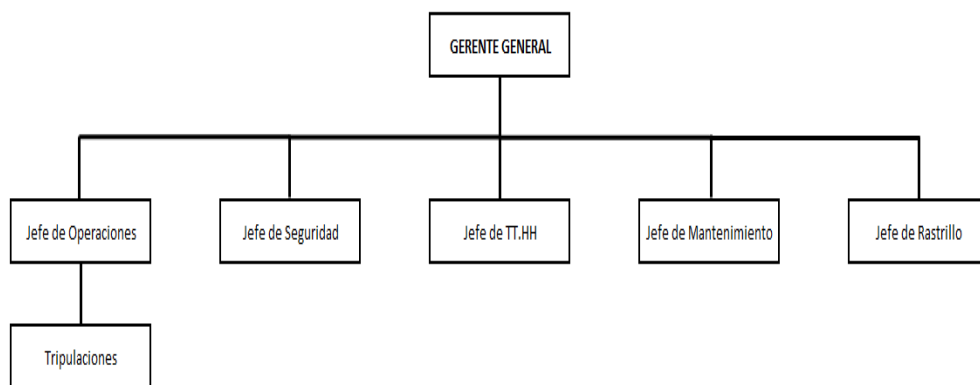 GERENTE GENERAL
Jefe de Operaciones
Jefe de Seguridad
Jefe de TT.HH
Jefe de Mantenimiento
Jefe de Rastrillo
Tripulaciones